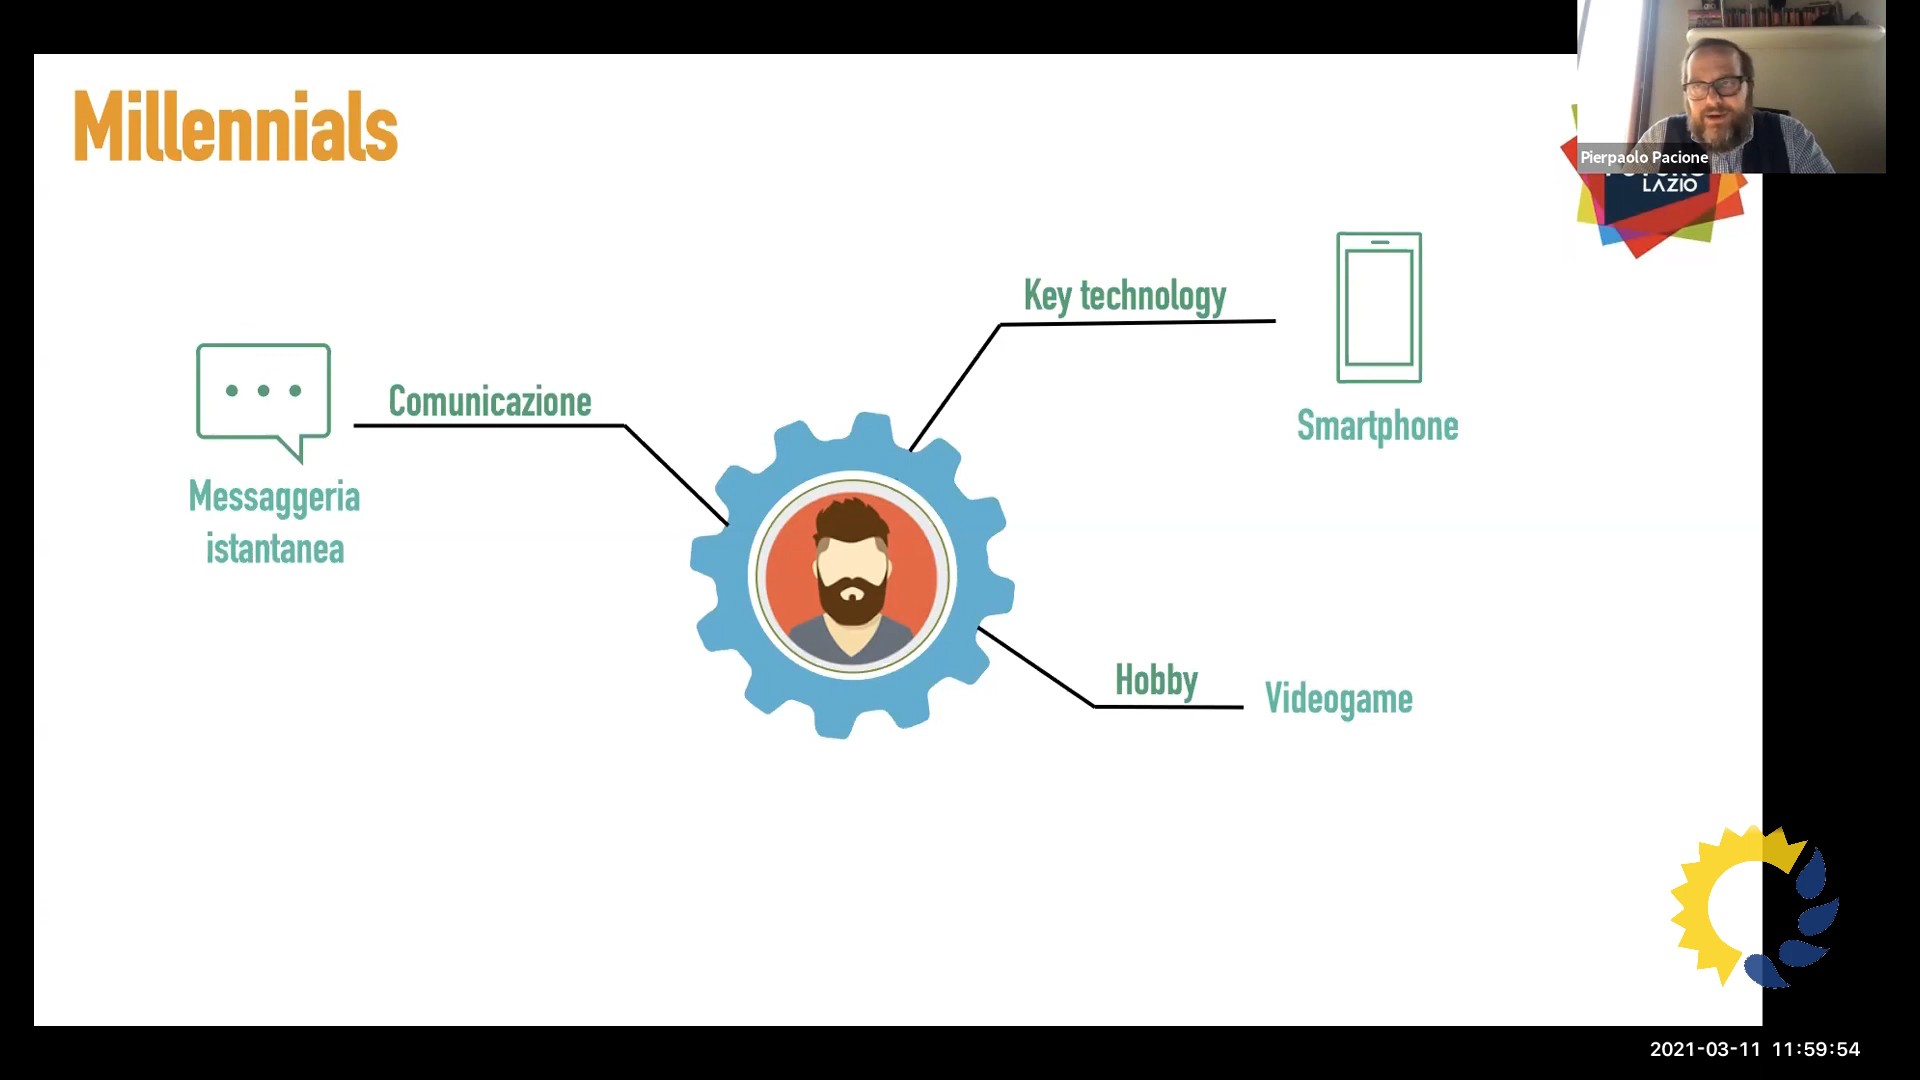 Millennials
Pierpaolo Pacione
LAZIO
Key technology
Comunicazione
Smartphone
Messaggeria
istantanea
Hobby
Videogame
2021-03-11 11:59:54